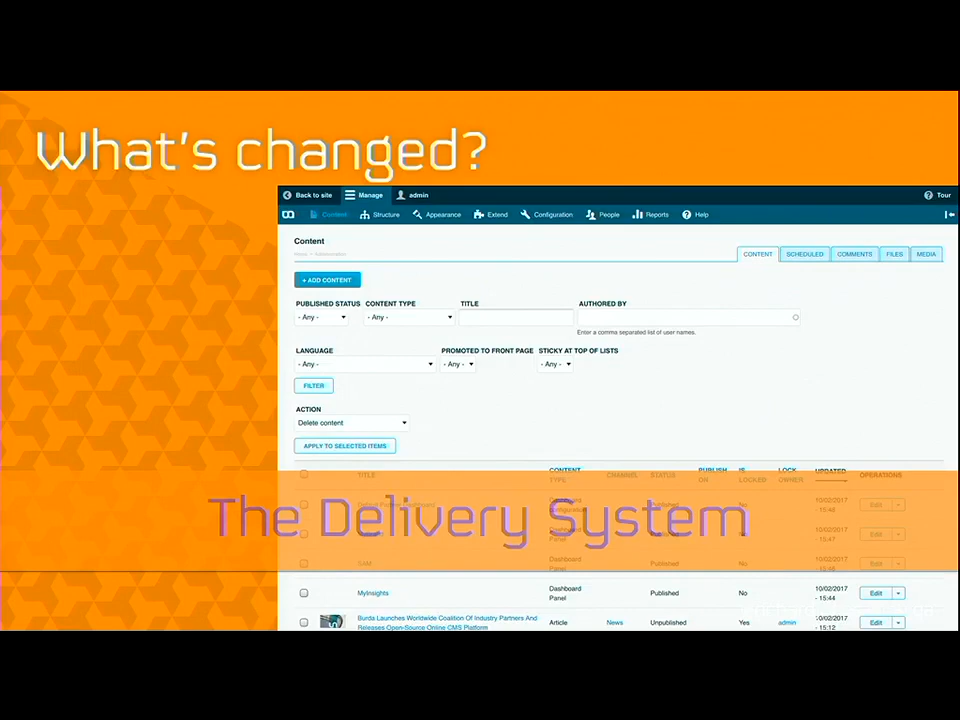 What's changed?
Back to site Manage admin Tour
Content Structure Appearance Extend Configuration People Reports Help
Content
Home » Administration
CONTENT SCHEDULED COMMENTS FILES MEDIA
+ ADD CONTENT
PUBLISHED STATUS CONTENT TYPE TITLE AUTHORED BY
- Any - - Any -
Enter a comma separated list of user names.
LANGUAGE PROMOTED TO FRONT PAGE STICKY AT TOP OF LISTS
- Any - - Any - - Any -
FILTER
ACTION
Delete content
APPLY TO SELECTED ITEMS
TITLE CONTENT TYPE CHANNEL STATUS PUBLISH ON IS LOCKED LOCK OWNER UPDATED OPERATIONS
Dashboard Configuration Published No 10/02/2017 - 15:48 Edit
The Delivery System
Dashboard Panel Published No 10/02/2017 - 15:47 Edit
SAM Dashboard Panel Published No 10/02/2017 - 15:46 Edit
MyInsights Dashboard Panel Published No 10/02/2017 - 15:44 Edit
Burda Launches Worldwide Coalition Of Industry Partners And
Releases Open-Source Online CMS Platform Article News Unpublished Yes admin 10/02/2017 - 15:12 Edit